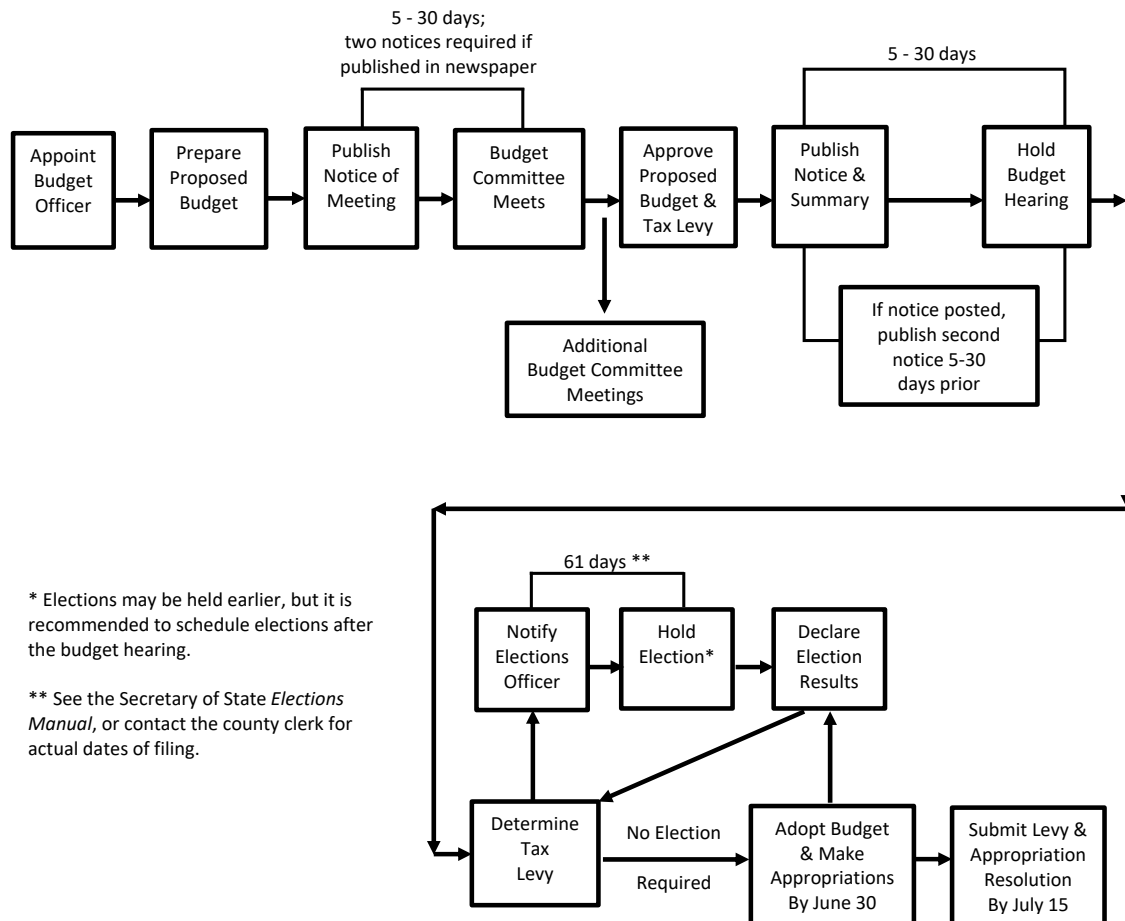 5 - 30 days;
two notices required if
published in newspaper
5 - 30 days
Appoint
Budget
Officer
Prepare
Proposed
Budget
Publish
Notice of
Meeting
Budget
Committee
Meets
Approve
Proposed
Budget &
Tax Levy
Publish
Notice &
Summary
Hold
Budget
Hearing
Additional
Budget Committee
Meetings
If notice posted,
publish second
notice 5-30
days prior
* Elections may be held earlier, but it is
recommended to schedule elections after
the budget hearing.
** See the Secretary of State Elections
Manual, or contact the county clerk for
actual dates of filing.
61 days **
Notify
Elections
Officer
Hold
Election*
Declare
Election
Results
Determine
Tax
Levy
No Election
Required
Adopt Budget
& Make
Appropriations
By June 30
Submit Levy &
Appropriation
Resolution
By July 15